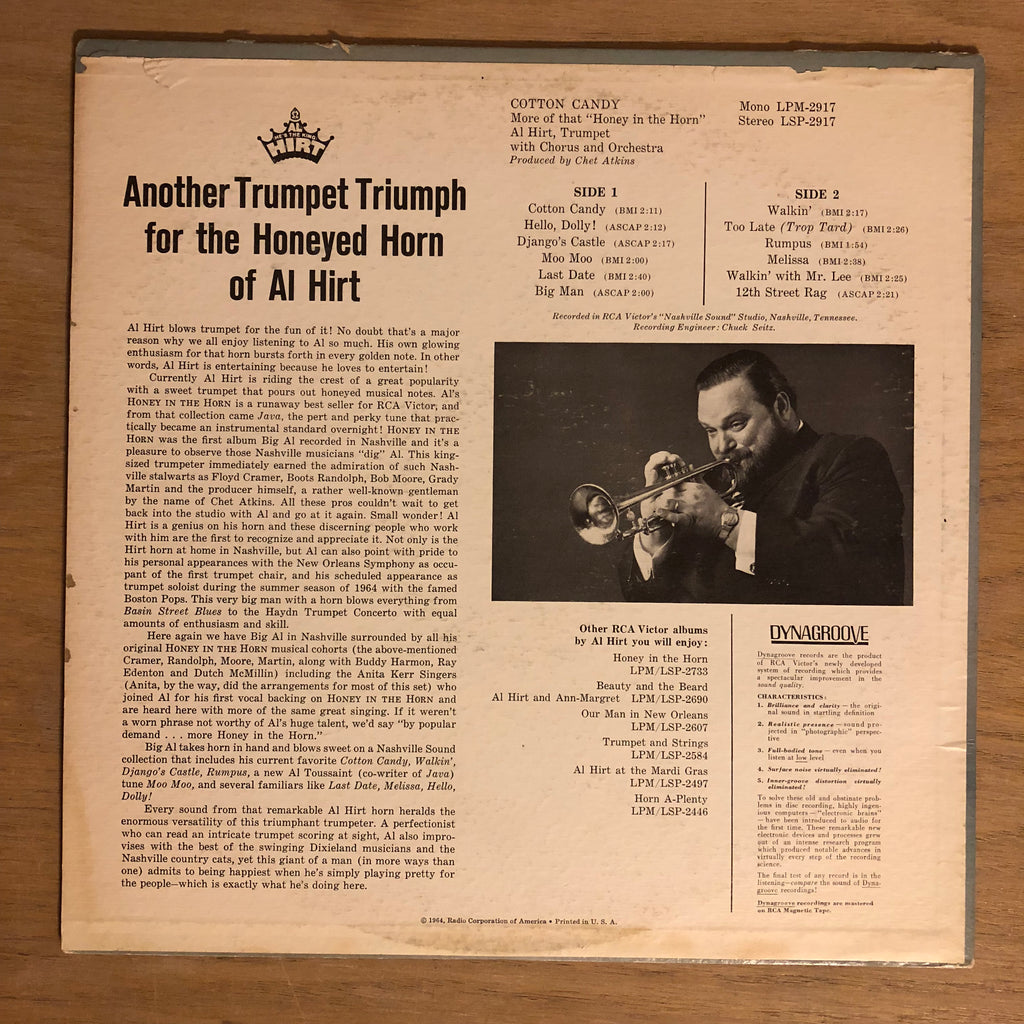 AL
HE'S THE KING
HIRT
Another Trumpet Triumph
for the Honeyed Horn
of Al Hirt
Al Hirt blows trumpet for the fun of it! No doubt that's a major
reason why we all enjoy listening to Al so much. His own glowing
enthusiasm for that horn bursts forth in every golden note. In other
words, Al Hirt is entertaining because he loves to entertain!
Currently Al Hirt is riding the crest of a great popularity
with a sweet trumpet that pours out honeyed musical notes. Al's
HONEY IN THE HORN is a runaway best seller for RCA Victor, and
from that collection came Java, the pert and perky tune that prac-
tically became an instrumental standard overnight! HONEY IN THE
HORN was the first album Big Al recorded in Nashville and it's a
pleasure to observe those Nashville musicians "dig" Al. This king-
sized trumpeter immediately earned the admiration of such Nash-
ville stalwarts as Floyd Cramer, Boots Randolph, Bob Moore, Grady
Martin and the producer himself, a rather well-known gentleman
by the name of Chet Atkins. All these pros couldn't wait to get
back into the studio with Al and go at it again. Small wonder! Al
Hirt is a genius on his horn and these discerning people who work
with him are the first to recognize and appreciate it. Not only is the
Hirt horn at home in Nashville, but Al can also point with pride to
his personal appearances with the New Orleans Symphony as occu-
pant of the first trumpet chair, and his scheduled appearance as
trumpet soloist during the summer season of 1964 with the famed
Boston Pops. This very big man with a horn blows everything from
Basin Street Blues to the Haydn Trumpet Concerto with equal
amounts of enthusiasm and skill.
Here again we have Big Al in Nashville surrounded by all his
original HONEY IN THE HORN musical cohorts (the above-mentioned
Cramer, Randolph, Moore, Martin, along with Buddy Harmon, Ray
Edenton and Dutch McMillin) including the Anita Kerr Singers
(Anita, by the way, did the arrangements for most of this set) who
joined Al for his first vocal backing on HONEY IN THE HORN and
are heard here with more of the same great singing. If it weren't
a worn phrase not worthy of Al's huge talent, we'd say "by popular
demand . . . more Honey in the Horn."
Big Al takes horn in hand and blows sweet on a Nashville Sound
collection that includes his current favorite Cotton Candy, Walkin',
Django's Castle, Rumpus, a new Al Toussaint (co-writer of Java)
tune Moo Moo, and several familiars like Last Date, Melissa, Hello,
Dolly!
Every sound from that remarkable Al Hirt horn heralds the
enormous versatility of this triumphant trumpeter. A perfectionist
who can read an intricate trumpet scoring at sight, Al also impro-
vises with the best of the swinging Dixieland musicians and the
Nashville country cats, yet this giant of a man (in more ways than
one) admits to being happiest when he's simply playing pretty for
the people—which is exactly what he's doing here.
COTTON CANDY
More of that "Honey in the Horn"
Al Hirt, Trumpet
with Chorus and Orchestra
Produced by Chet Atkins
Mono LPM-2917
Stereo LSP-2917
SIDE 1
Cotton Candy (BMI 2:11)
Hello, Dolly! (ASCAP 2:12)
Django's Castle (ASCAP 2:17)
Moo Moo (BMI 2:00)
Last Date (BMI 2:40)
Big Man (ASCAP 2:00)
SIDE 2
Walkin' (BMI 2:17)
Too Late (Trop Tard) (BMI 2:26)
Rumpus (BMI 1:54)
Melissa (BMI 2:38)
Walkin' with Mr. Lee (BMI 2:25)
12th Street Rag (ASCAP 2:21)
Recorded in RCA Victor's "Nashville Sound" Studio, Nashville, Tennessee.
Recording Engineer: Chuck Seitz.
Other RCA Victor albums
by Al Hirt you will enjoy:
Honey in the Horn
LPM/LSP-2733
Beauty and the Beard
Al Hirt and Ann-Margret LPM/LSP-2690
Our Man in New Orleans
LPM/LSP-2607
Trumpet and Strings
LPM/LSP-2584
Al Hirt at the Mardi Gras
LPM/LSP-2497
Horn A-Plenty
LPM/LSP-2446
DYNAGROOVE
Dynagroove records are the product
of RCA Victor's newly developed
system of recording which provides
a spectacular improvement in the
sound quality.
CHARACTERISTICS:
1. Brilliance and clarity — the origi-
nal sound in startling definition
2. Realistic presence — sound pro-
jected in "photographic" perspec-
tive
3. Full-bodied tone — even when you
listen at low level
4. Surface noise virtually eliminated!
5. Inner-groove distortion virtually
eliminated!
To solve these old and obstinate prob-
lems in disc recording, highly ingen-
ious computers — "electronic brains"
— have been introduced to audio for
the first time. These remarkable new
electronic devices and processes grew
out of an intense research program
which produced notable advances in
virtually every step of the recording
science.
The final test of any record is in the
listening—compare the sound of Dyna-
groove recordings!
Dynagroove recordings are mastered
on RCA Magnetic Tape.
© 1964, Radio Corporation of America • Printed in U. S. A.